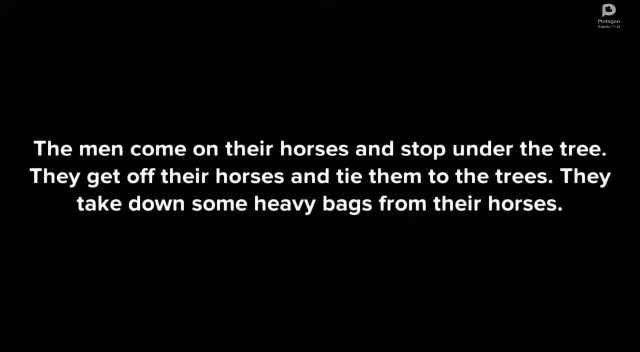 Plotagon
The men come on their horses and stop under the tree.
They get off their horses and tie them to the trees. They
take down some heavy bags from their horses.